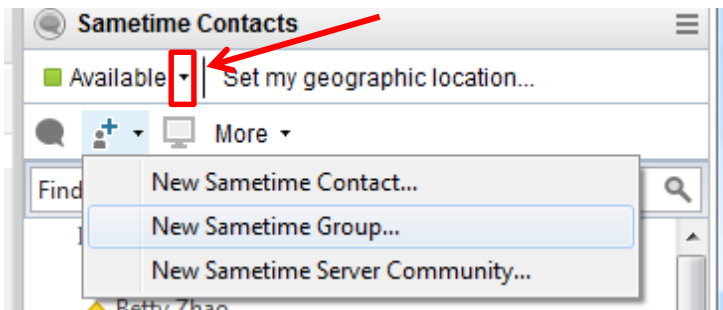 Sametime Contacts
Available Set my geographic location...
More
New Sametime Contact...
Find
New Sametime Group...
New Sametime Server Community...
Betty Zhao